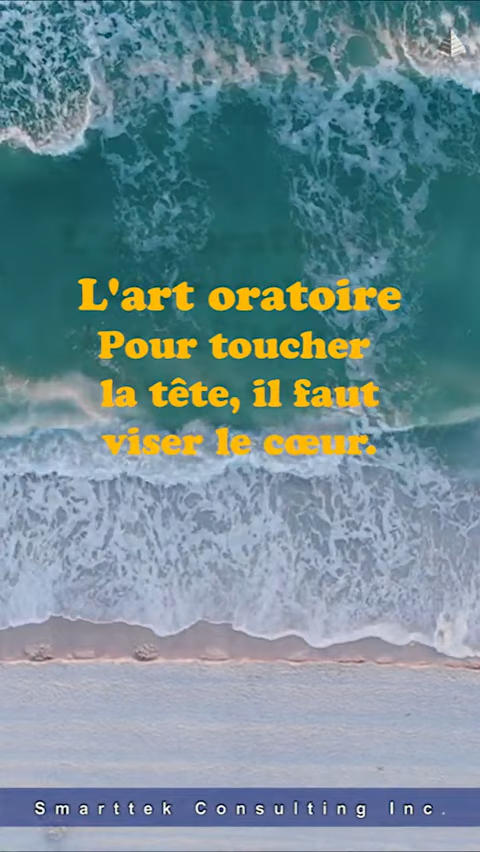 L'art oratoire
Pour toucher
la tête, il faut
viser le cœur.
Smarttek Consulting Inc.